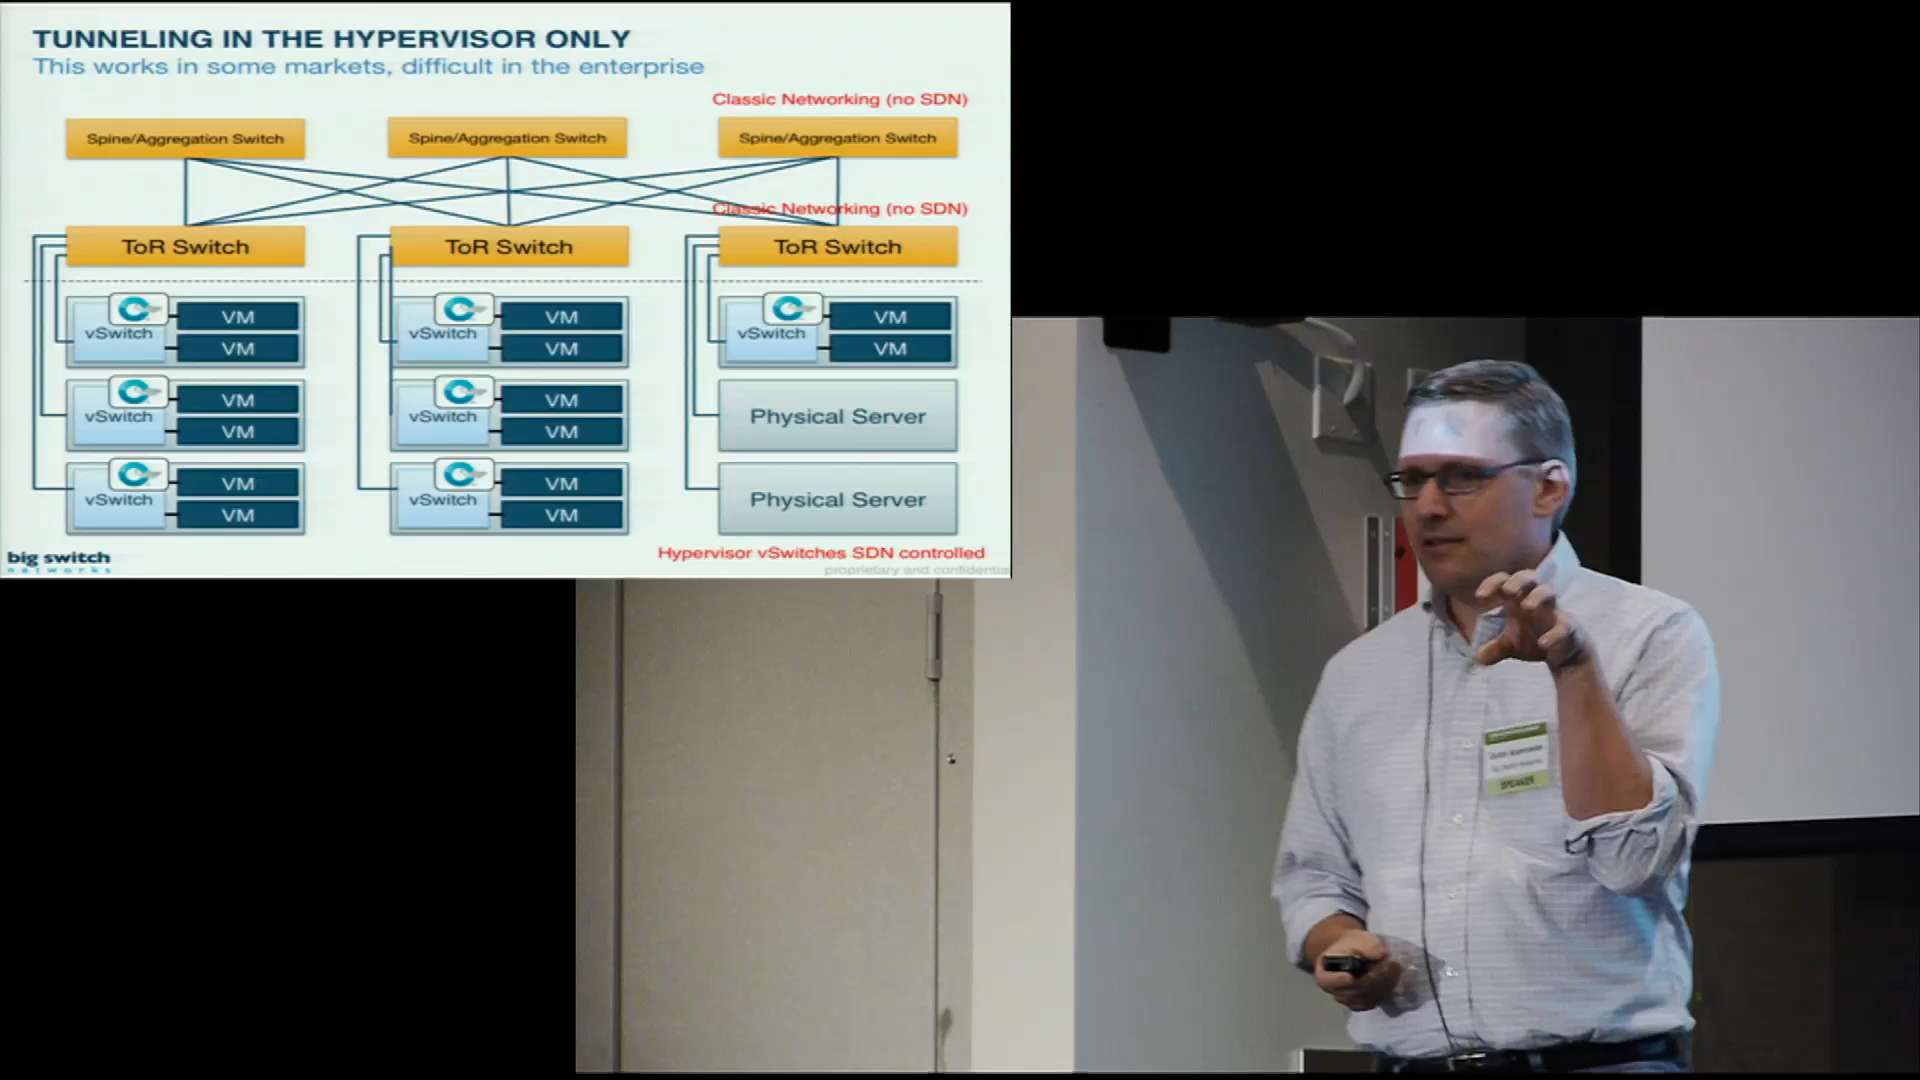 TUNNELING IN THE HYPERVISOR ONLY
This works in some markets, difficult in the enterprise
Classic Networking (no SDN)
Spine/Aggregation Switch
Spine/Aggregation Switch
Spine/Aggregation Switch
Classic Networking (no SDN)
ToR Switch
ToR Switch
ToR Switch
vSwitch
VM
VM
vSwitch
VM
VM
vSwitch
VM
VM
vSwitch
VM
VM
vSwitch
VM
VM
Physical Server
vSwitch
VM
VM
vSwitch
VM
VM
Physical Server
Hypervisor vSwitches SDN controlled
big switch
networks
proprietary and confidentia
SPEAKER